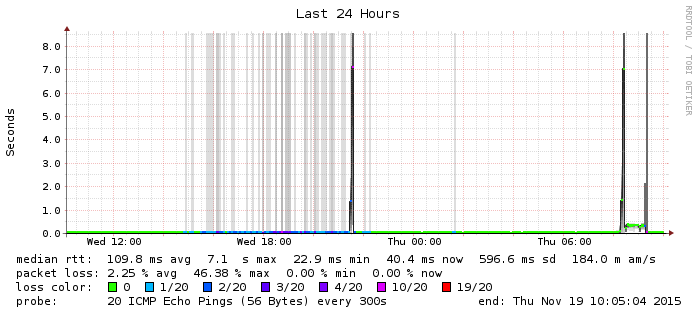 Last 24 Hours
RRDTOOL / TOBI OETIKER
Seconds
8.0
7.0
6.0
5.0
4.0
3.0
2.0
1.0
0.0
Wed 12:00 Wed 18:00 Thu 00:00 Thu 06:00
median rtt: 109.8 ms avg 7.1 s max 22.9 ms min 40.4 ms now 596.6 ms sd 184.0 m am/s
packet loss: 2.25 % avg 46.38 % max 0.00 % min 0.00 % now
loss color: 0 1/20 2/20 3/20 4/20 10/20 19/20
probe: 20 ICMP Echo Pings (56 Bytes) every 300s end: Thu Nov 19 10:05:04 2015